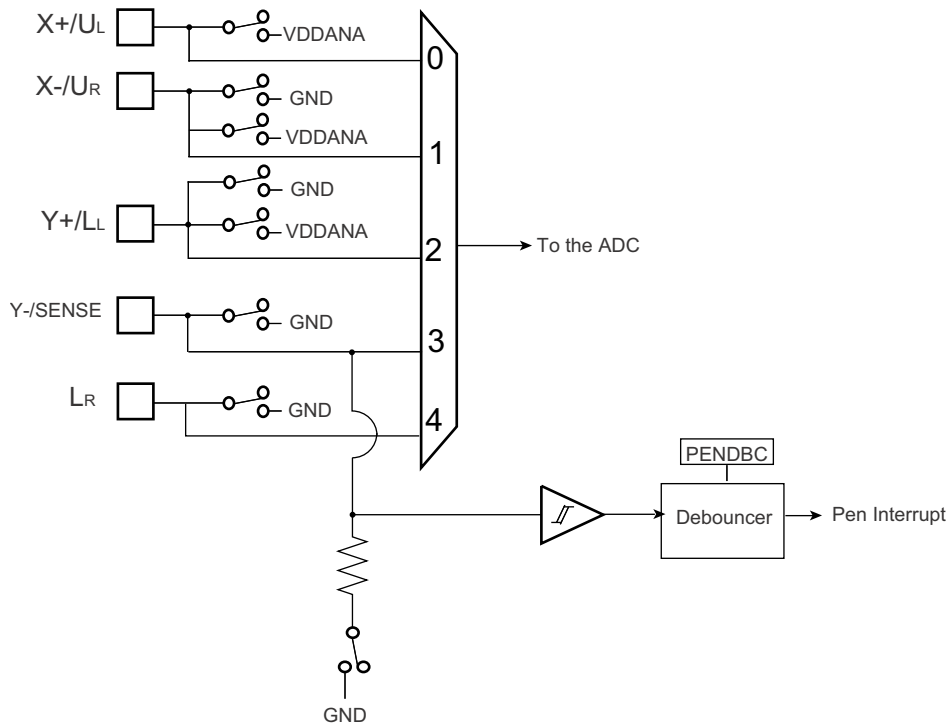 X+/UL
VDDANA
0
X-/UR
GND
VDDANA
1
GND
Y+/LL
VDDANA
2
To the ADC
Y-/SENSE
GND
3
LR
GND
4
PENDBC
Debouncer
Pen Interrupt
GND